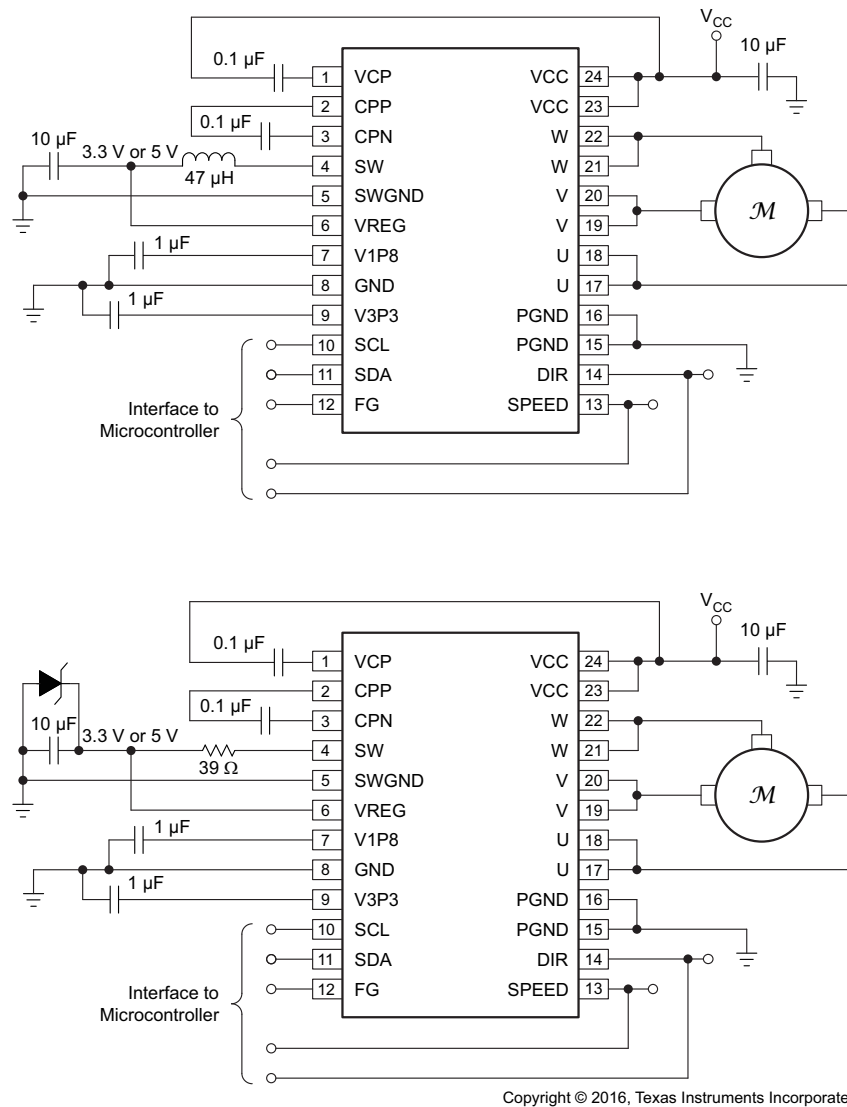 V_CC
0.1 µF
10 µF
1 VCP VCC 24
2 CPP VCC 23
0.1 µF
10 µF
3 CPN W 22
3.3 V or 5 V
47 µH
4 SW W 21
5 SWGND V 20
ℳ
6 VREG V 19
1 µF
7 V1P8 U 18
8 GND U 17
1 µF
9 V3P3 PGND 16
10 SCL PGND 15
11 SDA DIR 14
12 FG SPEED 13
Interface to
Microcontroller
V_CC
0.1 µF
10 µF
1 VCP VCC 24
2 CPP VCC 23
0.1 µF
10 µF
3 CPN W 22
3.3 V or 5 V
39 Ω
4 SW W 21
5 SWGND V 20
ℳ
6 VREG V 19
1 µF
7 V1P8 U 18
8 GND U 17
1 µF
9 V3P3 PGND 16
10 SCL PGND 15
11 SDA DIR 14
12 FG SPEED 13
Interface to
Microcontroller
Copyright © 2016, Texas Instruments Incorporate